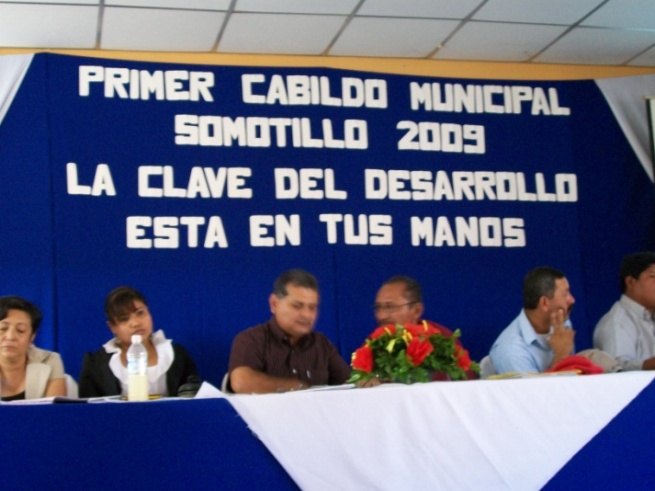 PRIMER CABILDO MUNICIPAL
SOMOTILLO 2009
LA CLAVE DEL DESARROLLO
ESTA EN TUS MANOS